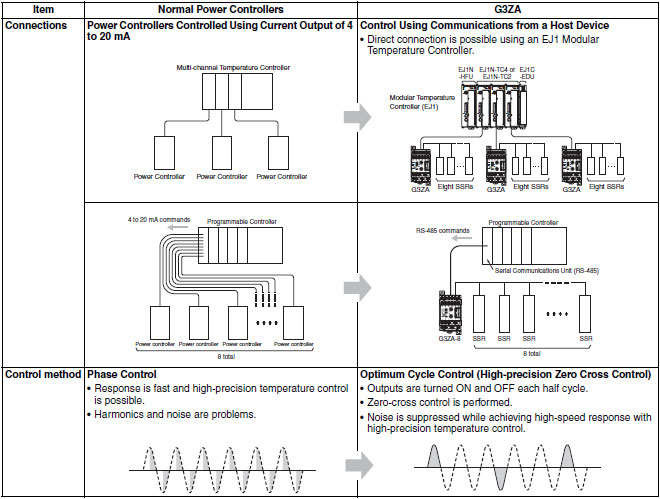 Item
Normal Power Controllers
G3ZA
Connections
Power Controllers Controlled Using Current Output of 4
to 20 mA
Multi-channel Temperature Controller
Power Controller
Power Controller
Power Controller
Control Using Communications from a Host Device
• Direct connection is possible using an EJ1 Modular
Temperature Controller.
EJ1N
-HFU
EJ1N-TC4 or
EJ1N-TC2
EJ1C
-EDU
Modular Temperature
Controller (EJ1)
G3ZA
Eight SSRs
G3ZA
Eight SSRs
G3ZA
Eight SSRs
4 to 20 mA commands
Programmable Controller
Power controller
Power controller
Power controller
Power controller
8 total
Programmable Controller
RS-485 commands
Serial Communications Unit (RS-485)
G3ZA-8
SSR
SSR
SSR
SSR
8 total
Control method
Phase Control
• Response is fast and high-precision temperature control
is possible.
• Harmonics and noise are problems.
Optimum Cycle Control (High-precision Zero Cross Control)
• Outputs are turned ON and OFF each half cycle.
• Zero-cross control is performed.
• Noise is suppressed while achieving high-speed response with
high-precision temperature control.